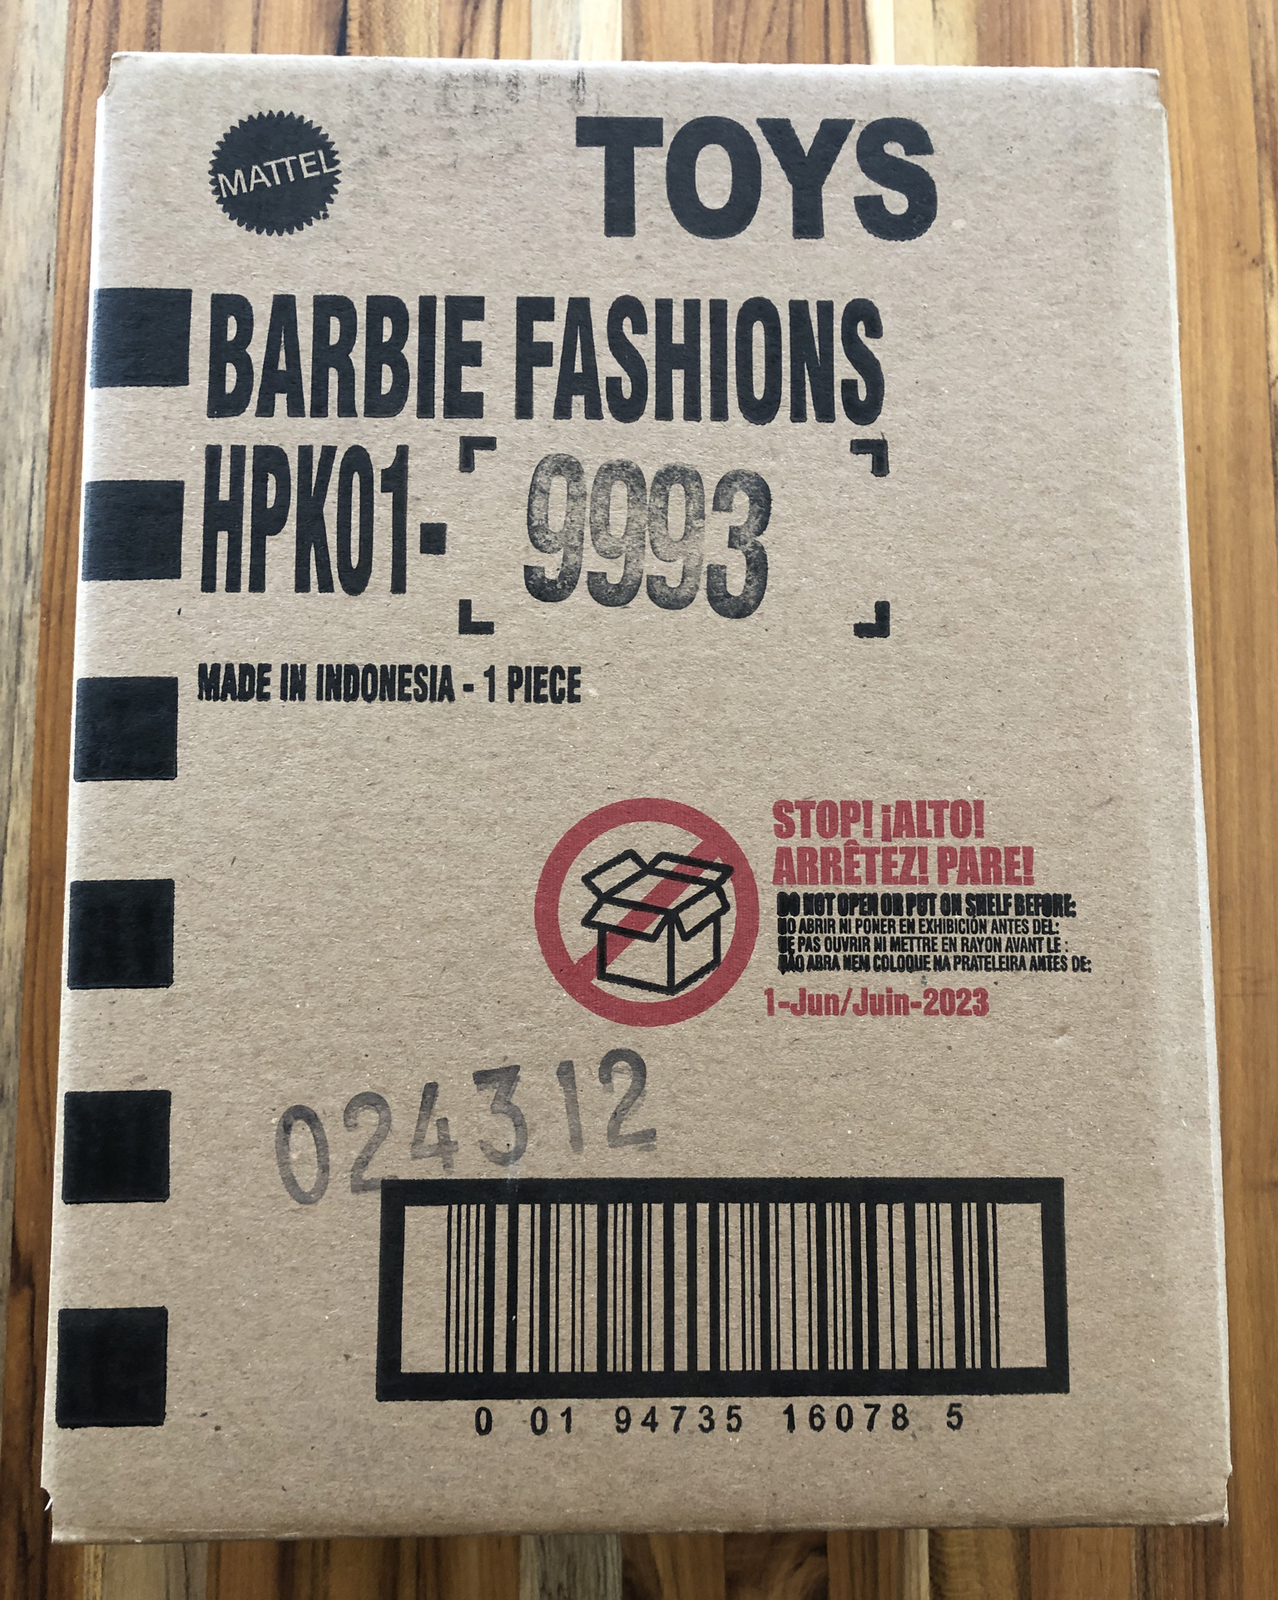 MATTEL
TOYS
BARBIE FASHIONS
HPK01- 9993
MADE IN INDONESIA - 1 PIECE
STOP! ¡ALTO!
ARRÊTEZ! PARE!
DO NOT OPEN OR PUT ON SHELF BEFORE:
NO ABRIR NI PONER EN EXHIBICIÓN ANTES DEL:
NE PAS OUVRIR NI METTRE EN RAYON AVANT LE :
NÃO ABRA NEM COLOQUE NA PRATELEIRA ANTES DE:
1-Jun/Juin-2023
024312
0 01 94735 16078 5